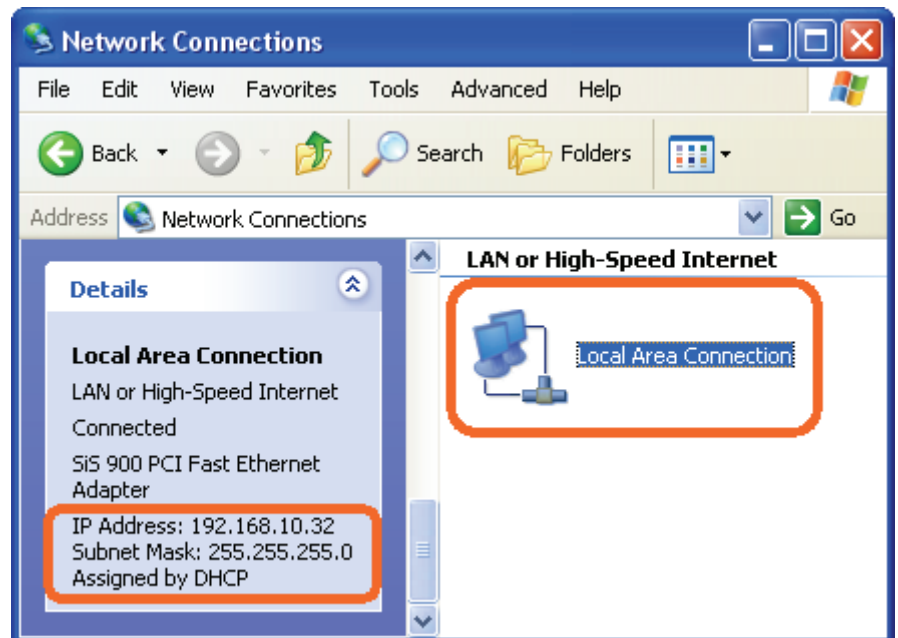 Network Connections
File Edit View Favorites Tools Advanced Help
Back Search Folders
Address Network Connections Go
Details
Local Area Connection
LAN or High-Speed Internet
Connected
SiS 900 PCI Fast Ethernet
Adapter
IP Address: 192.168.10.32
Subnet Mask: 255.255.255.0
Assigned by DHCP
LAN or High-Speed Internet
Local Area Connection